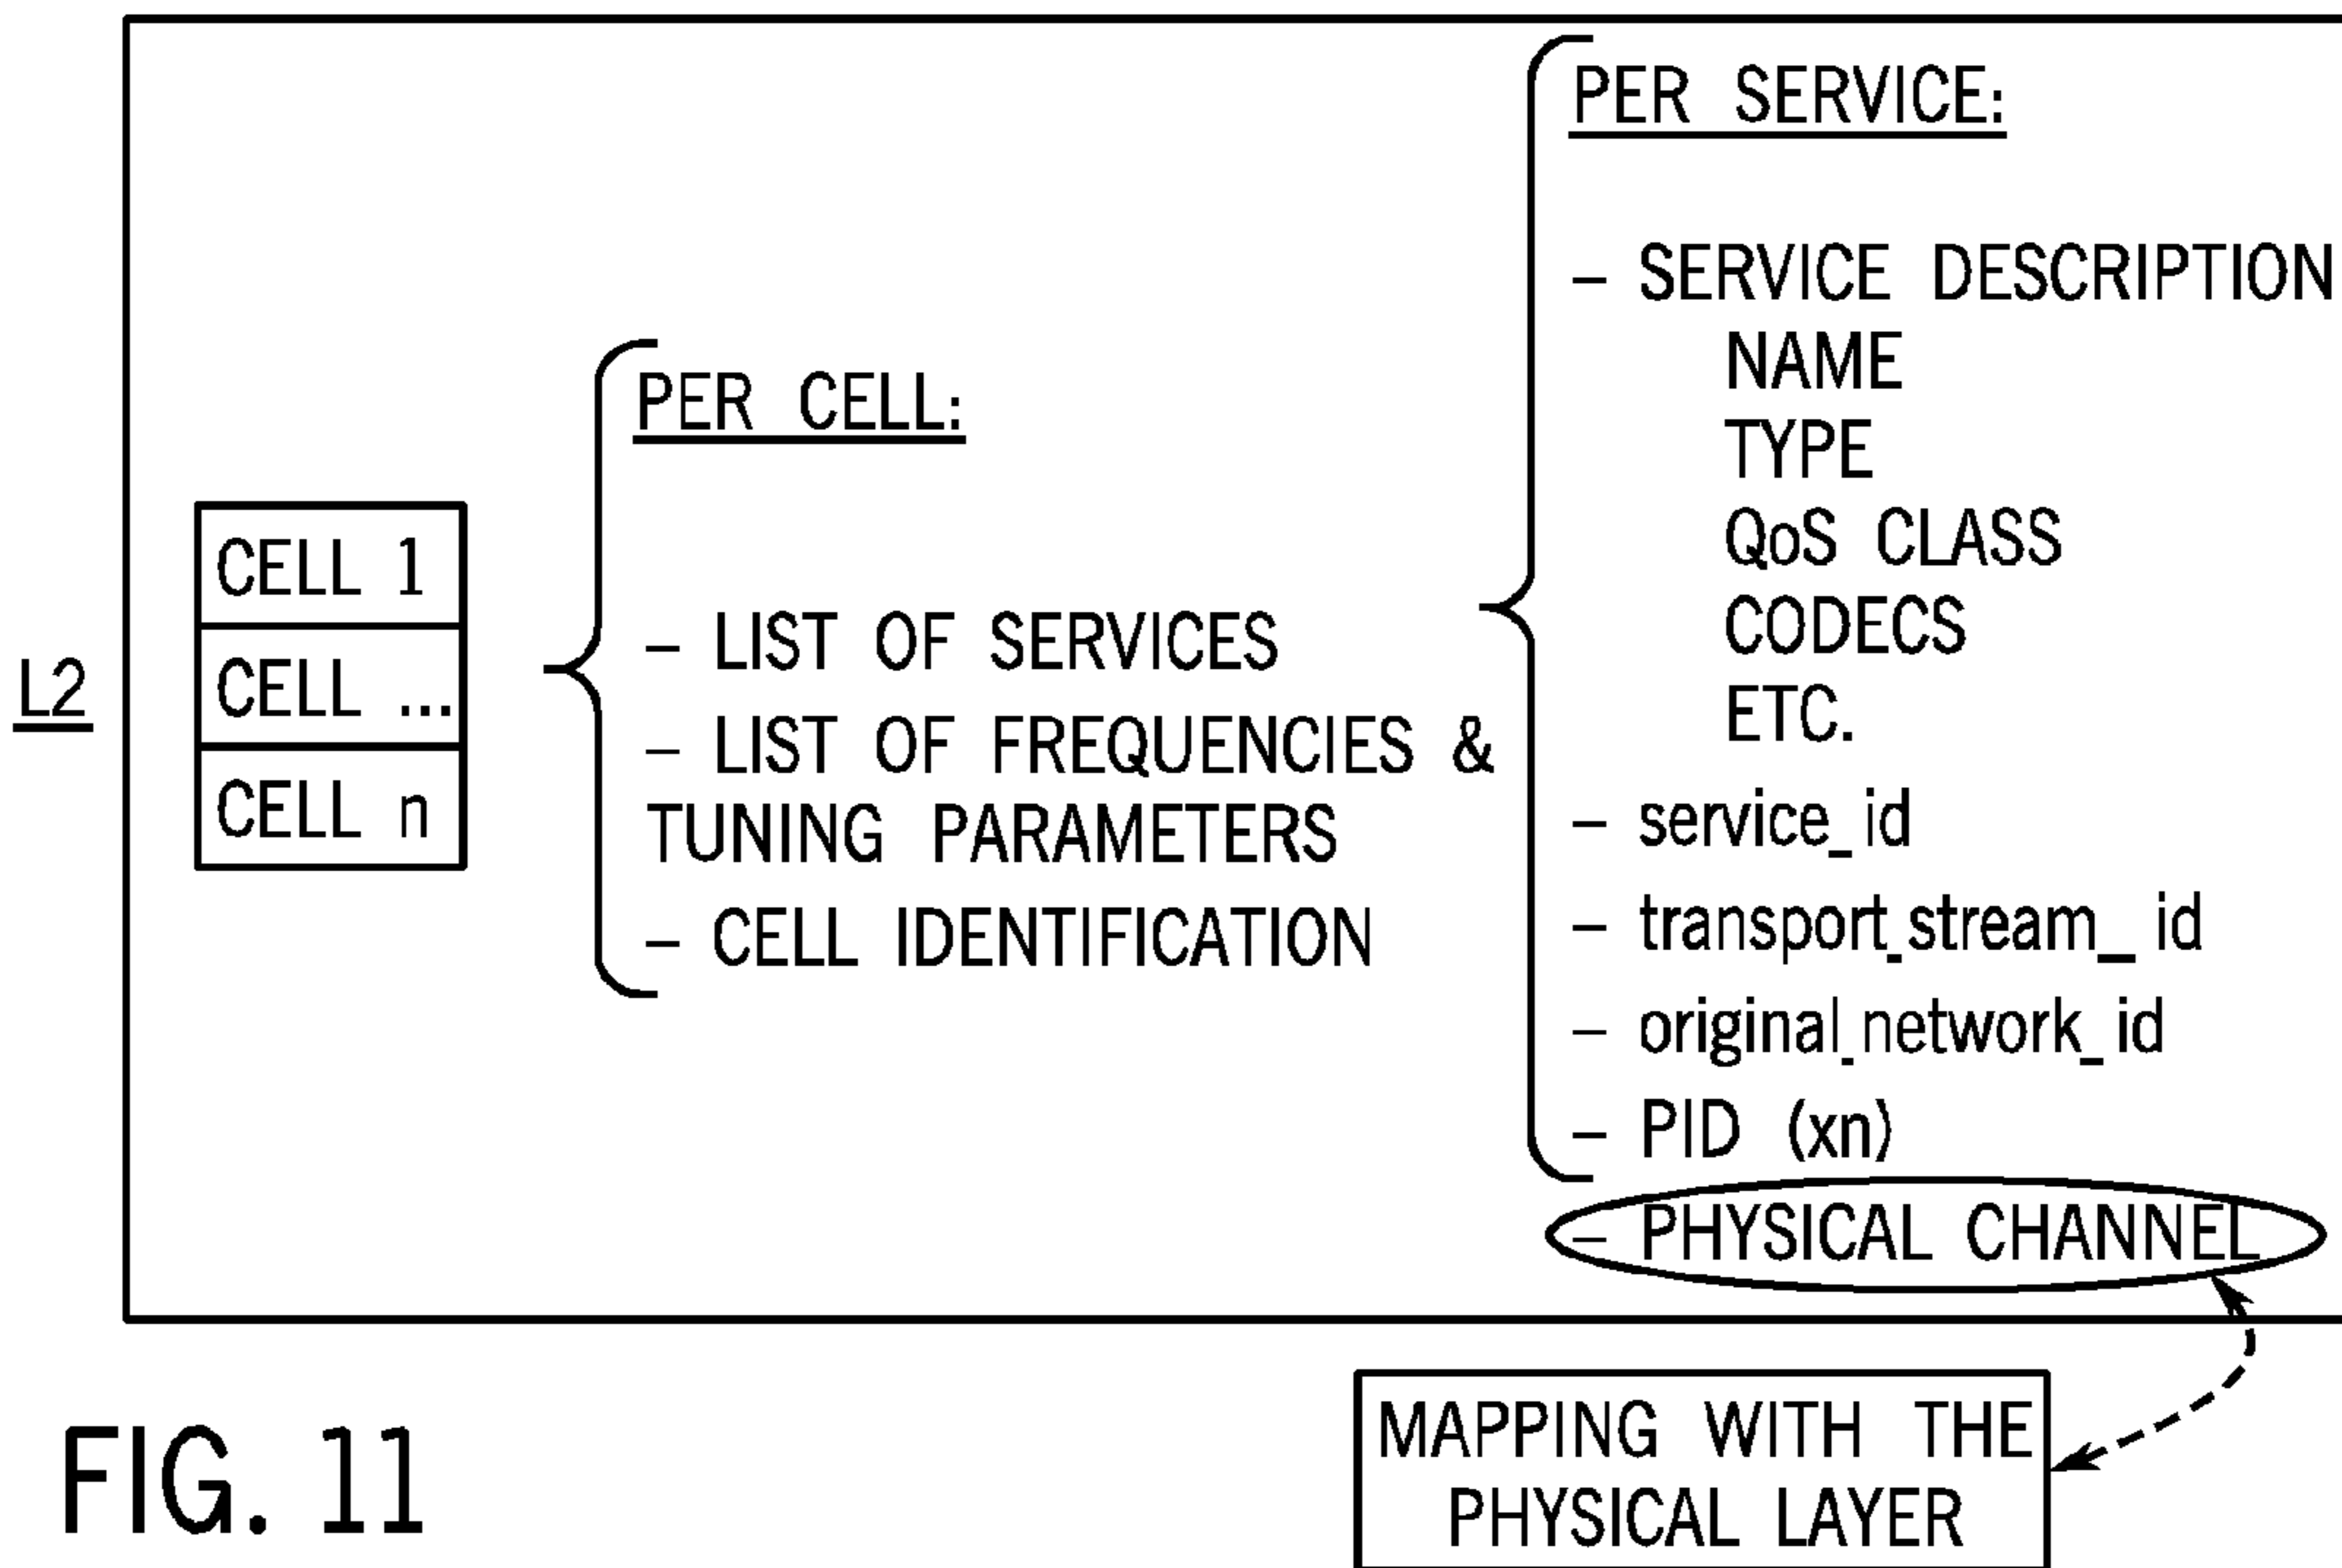 L2
CELL 1
CELL ...
CELL n
PER CELL:
– LIST OF SERVICES
– LIST OF FREQUENCIES &
TUNING PARAMETERS
– CELL IDENTIFICATION
PER SERVICE:
– SERVICE DESCRIPTION
NAME
TYPE
QoS CLASS
CODECS
ETC.
– service_id
– transport_stream_id
– original_network_id
– PID (xn)
– PHYSICAL CHANNEL
MAPPING WITH THE
PHYSICAL LAYER
FIG. 11